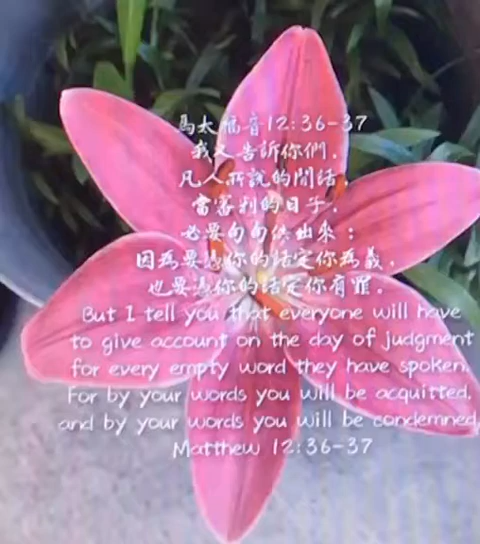 馬太福音12:36-37
我又告訴你們,
凡人所說的閒話,
當審判的日子,
必要句句供出來;
因為要憑你的話定你為義,
也要憑你的話定你有罪。
But I tell you that everyone will have
to give account on the day of judgment
for every empty word they have spoken.
For by your words you will be acquitted,
and by your words you will be condemned.
Matthew 12:36-37